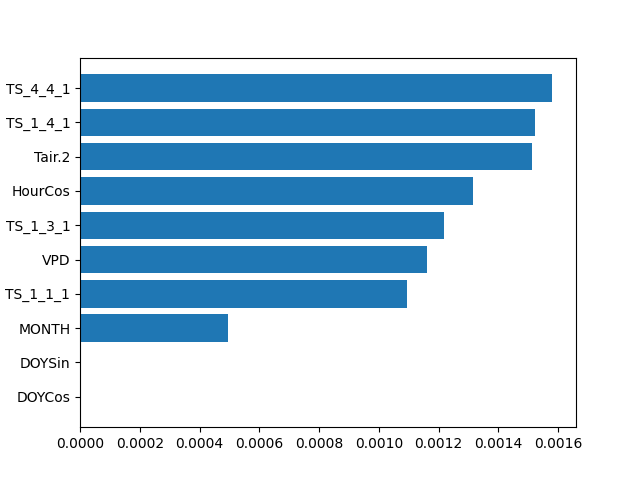 TS_4_4_1
TS_1_4_1
Tair.2
HourCos
TS_1_3_1
VPD
TS_1_1_1
MONTH
DOYSin
DOYCos
0.0000 0.0002 0.0004 0.0006 0.0008 0.0010 0.0012 0.0014 0.0016